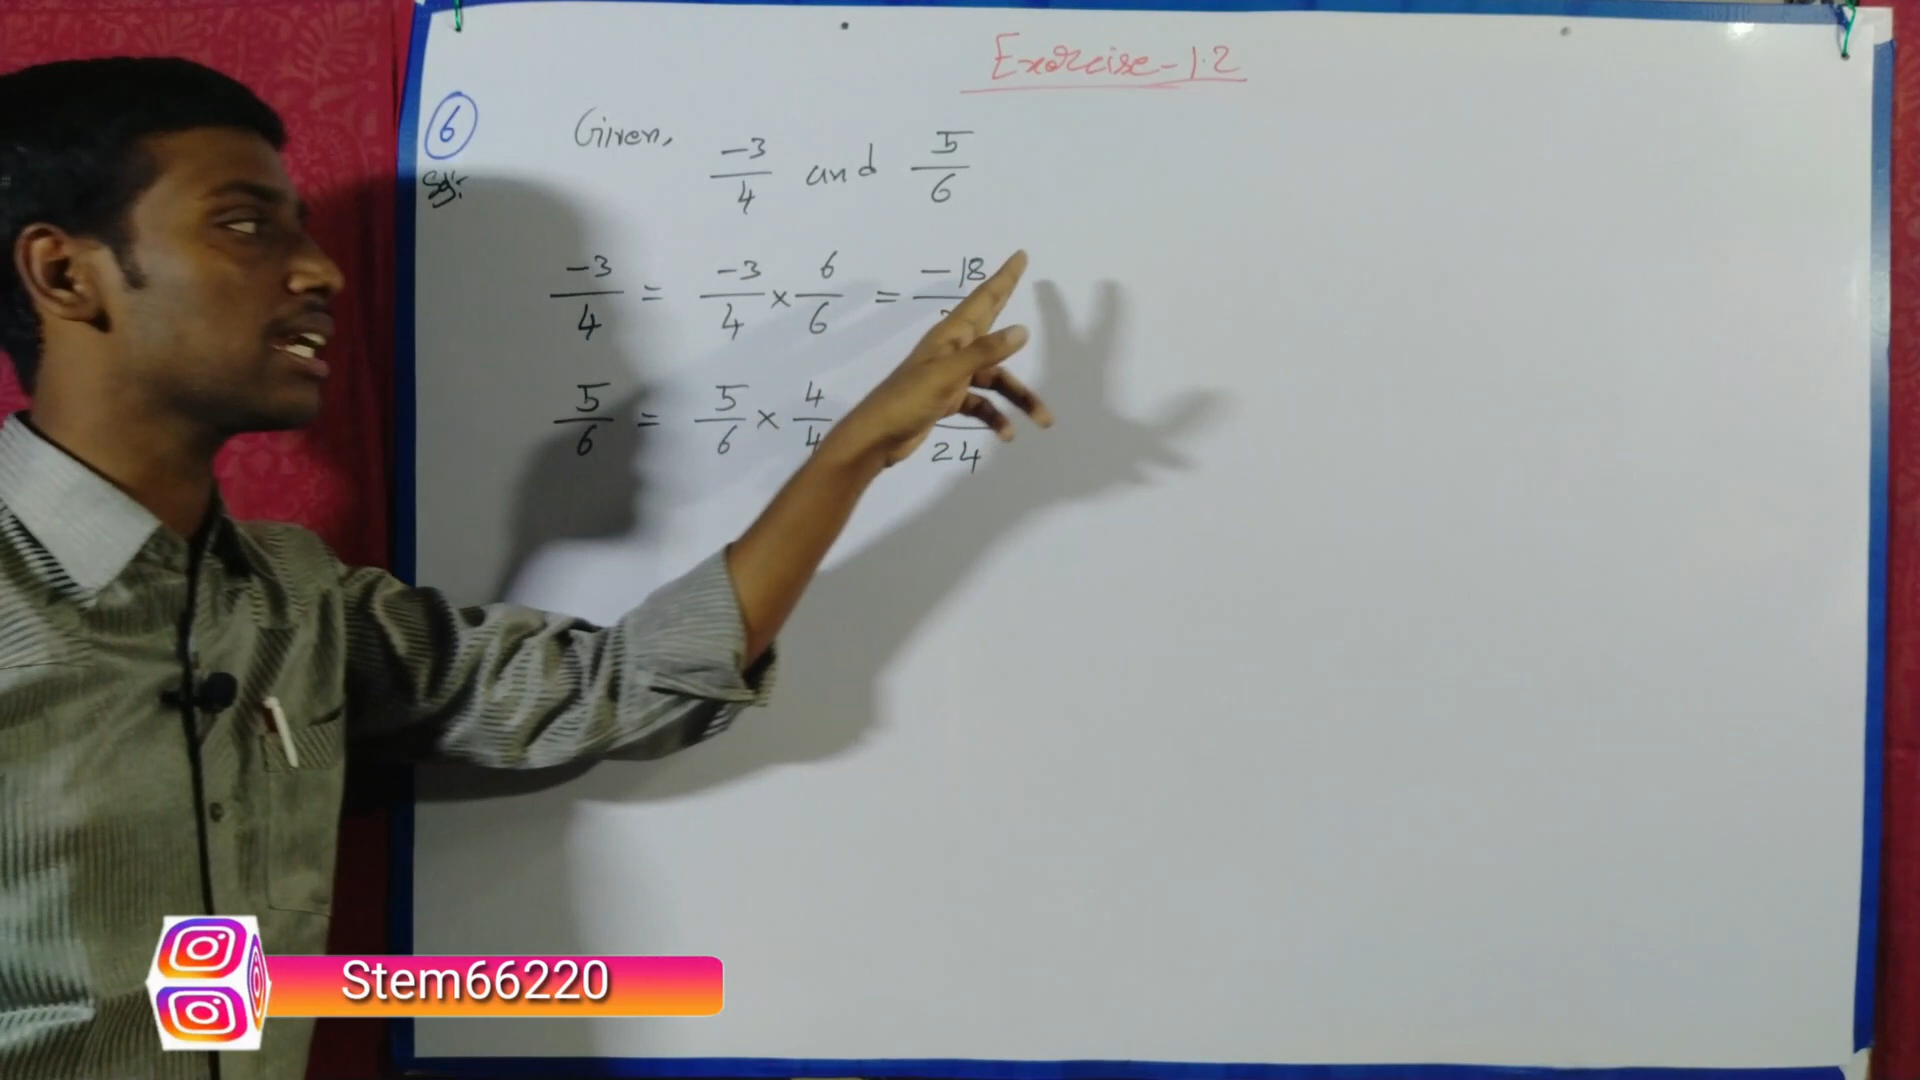 Exercise-1.2
6 Given, -3/4 and 5/6
Sol:
-3/4 = -3/4 × 6/6 = -18/
5/6 = 5/6 × 4/4 /24
Stem66220